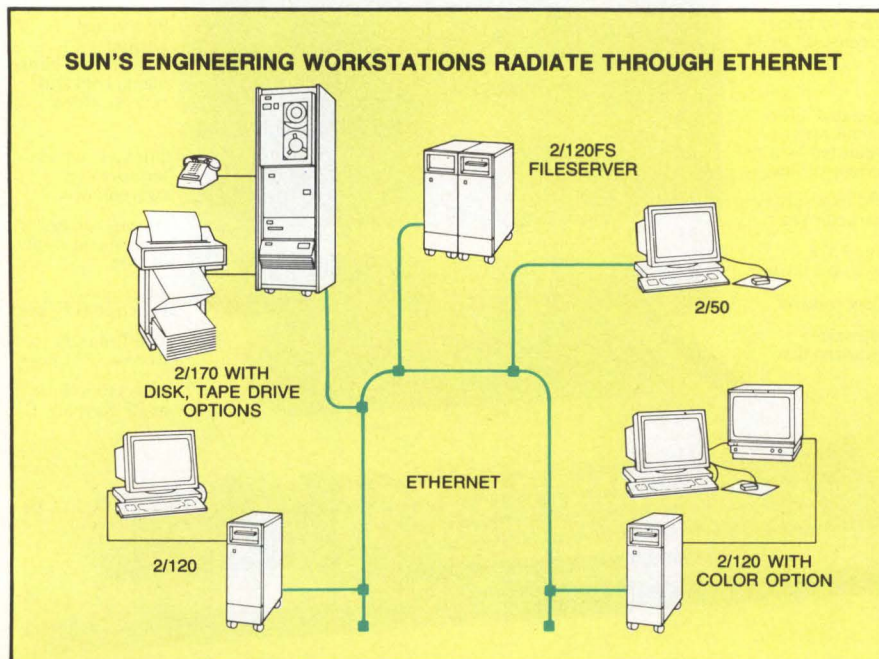 SUN'S ENGINEERING WORKSTATIONS RADIATE THROUGH ETHERNET
2/120FS
FILESERVER
2/50
2/170 WITH
DISK, TAPE DRIVE
OPTIONS
ETHERNET
2/120
2/120 WITH
COLOR OPTION